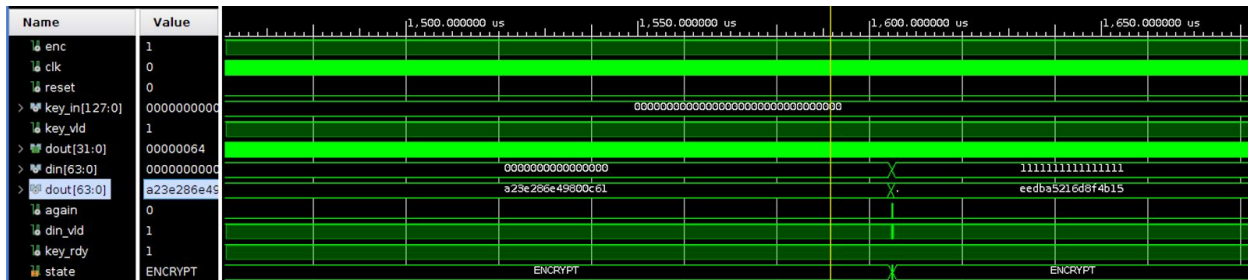 Name Value 1,500.000000 us 1,550.000000 us 1,600.000000 us 1,650.000000 us
enc 1
clk 0
reset 0
key_in[127:0] 0000000000 00000000000000000000000000000000
key_vld 1
dout[31:0] 00000064
din[63:0] 0000000000 0000000000000000 1111111111111111
dout[63:0] a23e286e49 a23e286e49800c61 . eedba5216d8f4b15
again 0
din_vld 1
key_rdy 1
state ENCRYPT ENCRYPT ENCRYPT